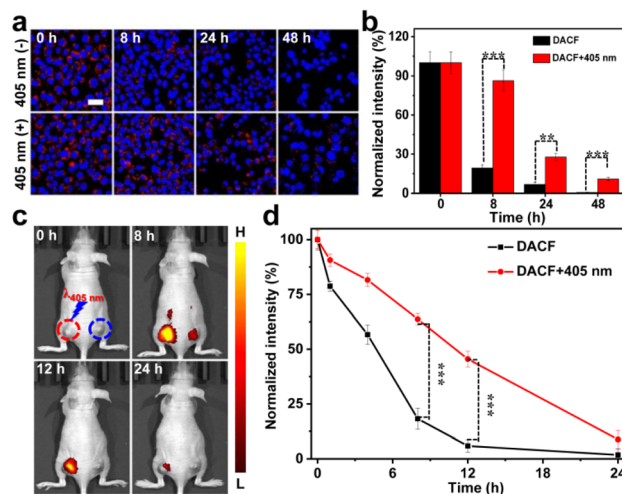 a
0 h 8 h 24 h 48 h
405 nm (-)
405 nm (+)
b
Normalized intensity (%)
120
90
60
30
0
DACF
DACF+405 nm
***
**
***
0 8 24 48
Time (h)
c
0 h 8 h
405 nm
12 h 24 h
H
L
d
Normalized intensity (%)
100
75
50
25
0
DACF
DACF+405 nm
***
***
0 6 12 18 24
Time (h)